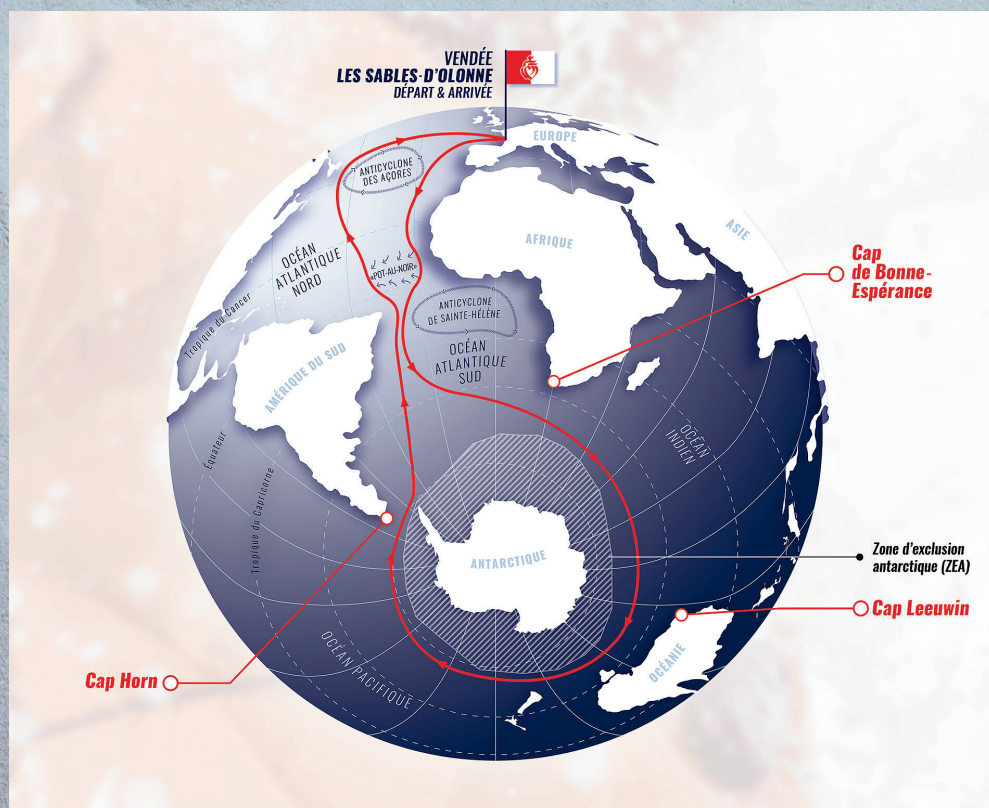 VENDÉE
LES SABLES-D'OLONNE
DÉPART & ARRIVÉE
EUROPE
ANTICYCLONE
DES AÇORES
ASIE
AFRIQUE
OCÉAN
ATLANTIQUE
NORD
«POT-AU-NOIR»
Cap
de Bonne-
Espérance
ANTICYCLONE
DE SAINTE-HÉLÈNE
Tropique du Cancer
OCÉAN
ATLANTIQUE
SUD
AMÉRIQUE DU SUD
OCÉAN
INDIEN
Équateur
Tropique du Capricorne
ANTARCTIQUE
Zone d'exclusion
antarctique (ZEA)
Cap Leeuwin
OCÉANIE
OCÉAN PACIFIQUE
Cap Horn